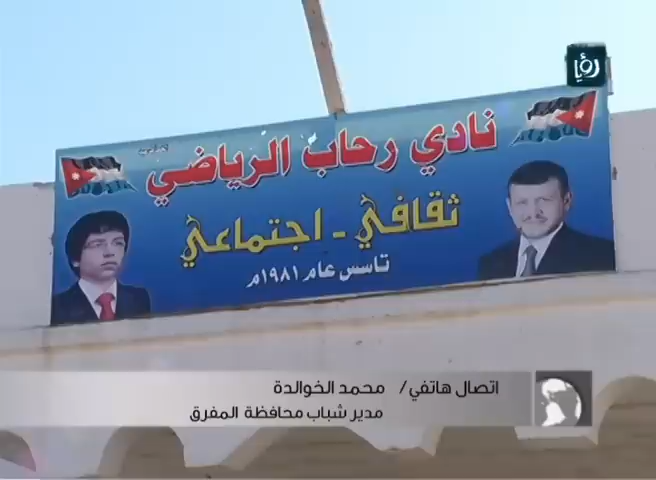 رؤيا
نادي رحاب الرياضي
ثقافي - اجتماعي
تاسس عام ١٩٨١م
اتصال هاتفي/ محمد الخوالدة
مدير شباب محافظة المفرق